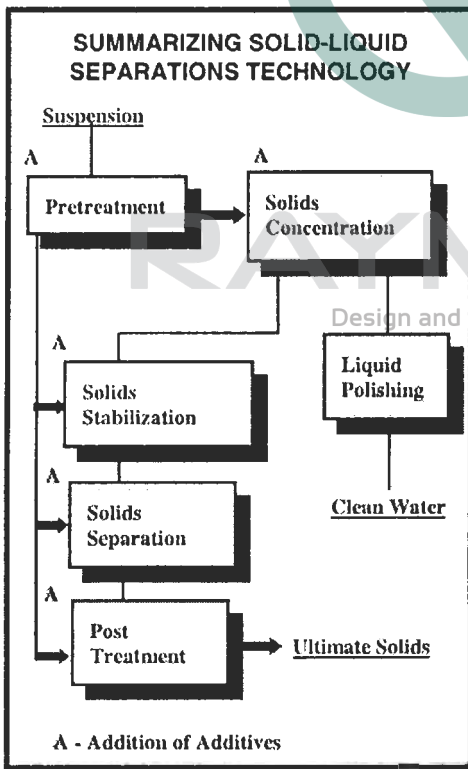 SUMMARIZING SOLID-LIQUID
SEPARATIONS TECHNOLOGY
Suspension
A
A
Pretreatment
Solids
Concentration
RAYN
Design and
A
Solids
Stabilization
Liquid
Polishing
A
Solids
Separation
Clean Water
A
Post
Treatment
Ultimate Solids
A - Addition of Additives